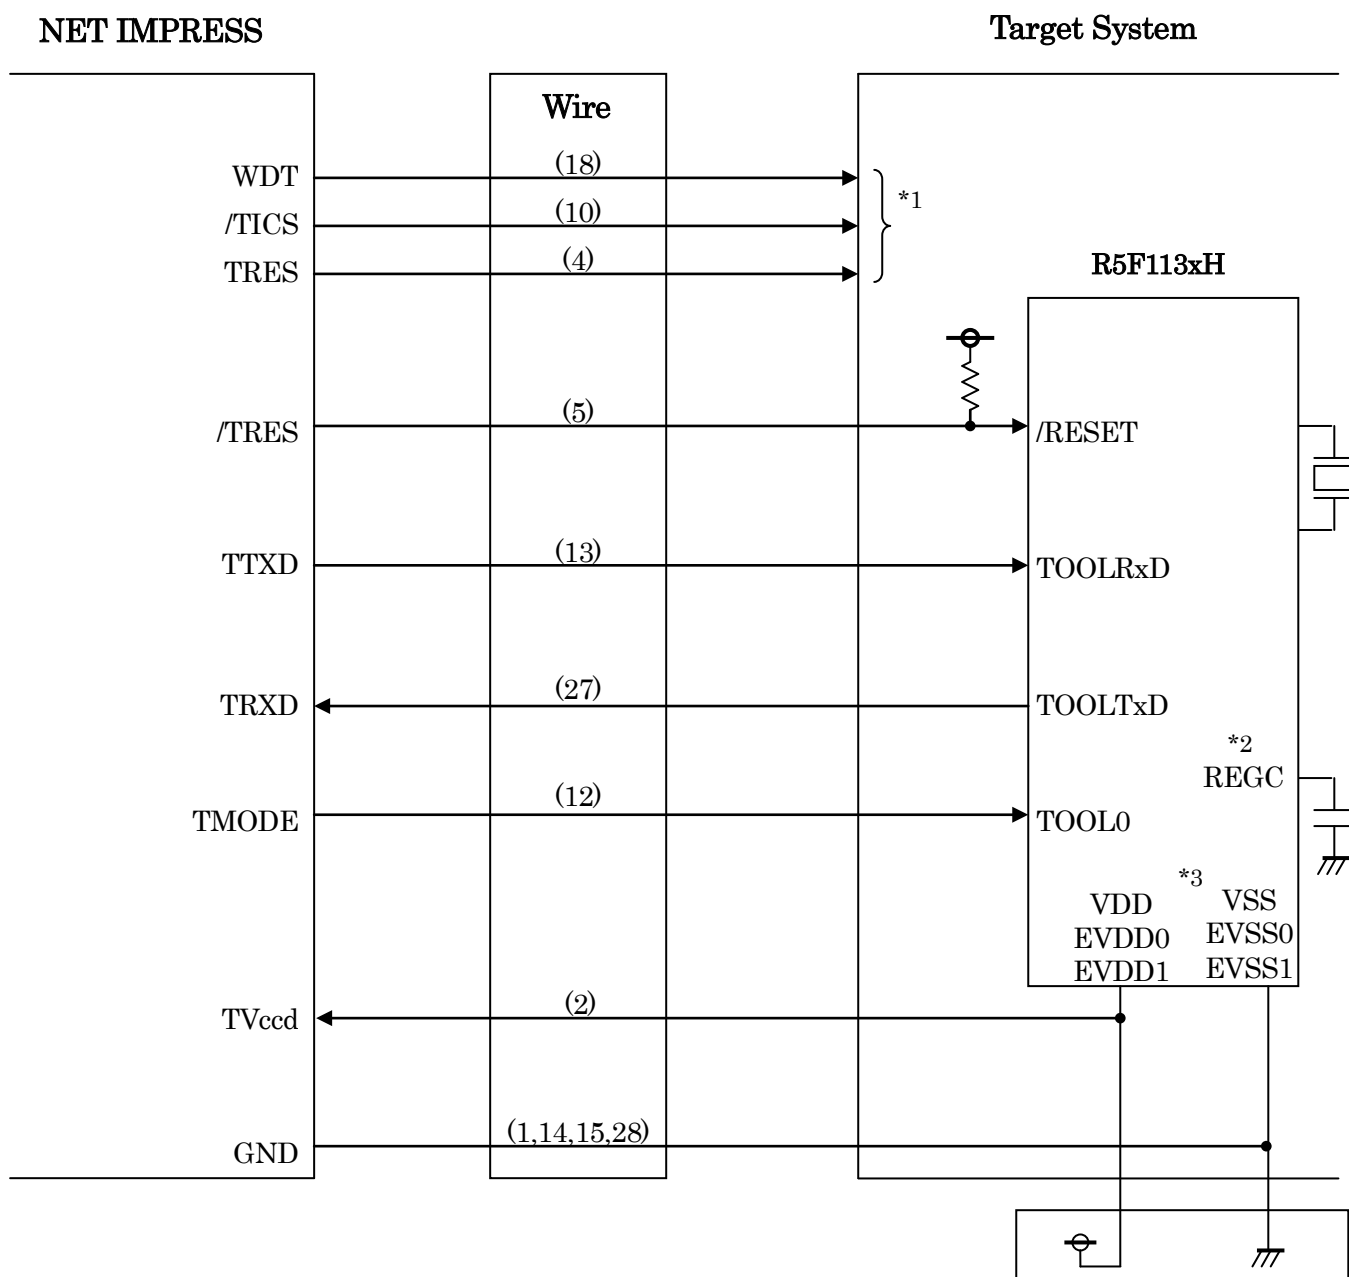 NET IMPRESS
Target System
Wire
WDT
(18)
*1
/TICS
(10)
TRES
(4)
R5F113xH
/TRES
(5)
/RESET
TTXD
(13)
TOOLRxD
TRXD
(27)
TOOLTxD
*2
REGC
TMODE
(12)
TOOL0
*3
VDD
VSS
EVDD0
EVSS0
EVDD1
EVSS1
TVccd
(2)
GND
(1,14,15,28)